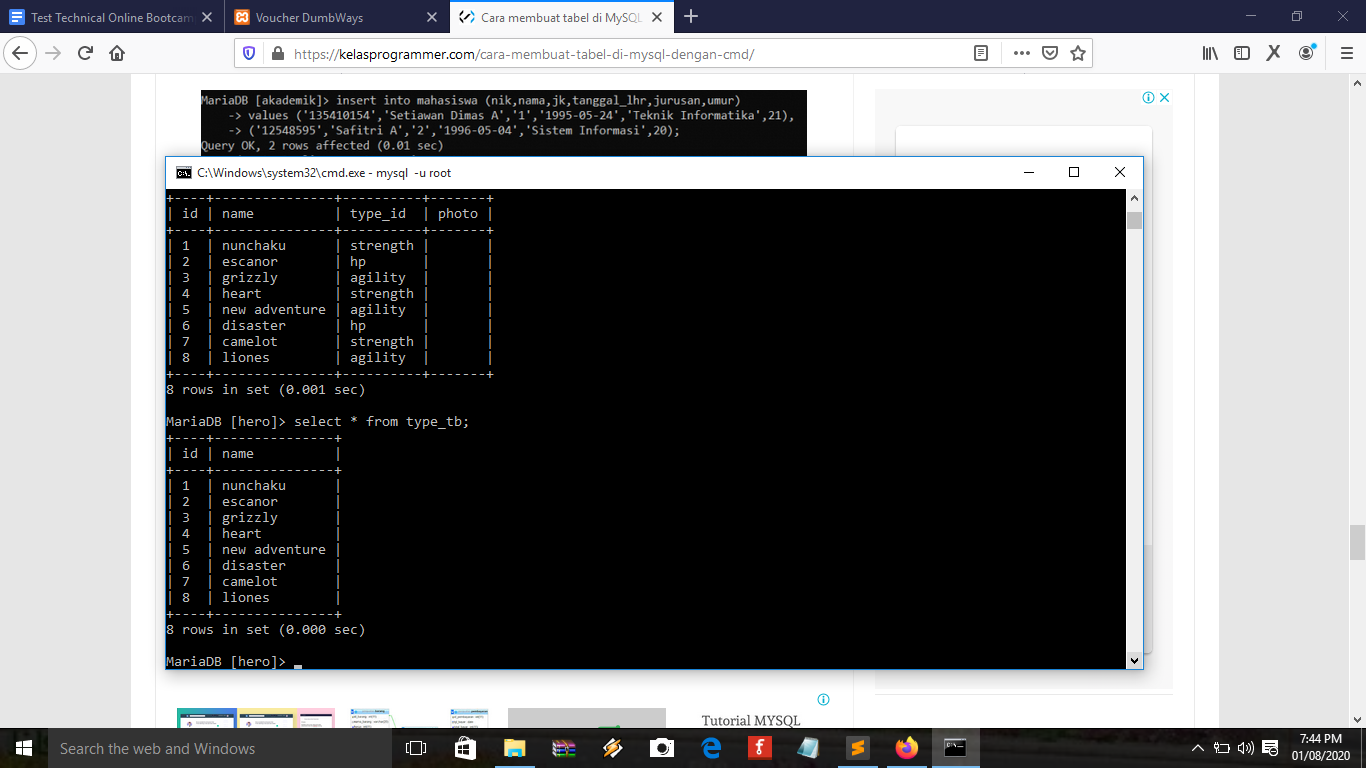 Test Technical Online Bootcam
Voucher DumbWays
Cara membuat tabel di MySQL
https://kelasprogrammer.com/cara-membuat-tabel-di-mysql-dengan-cmd/
MariaDB [akademik]> insert into mahasiswa (nik,nama,jk,tanggal_lhr,jurusan,umur)
-> values ('135410154','Setiawan Dimas A','1','1995-05-24','Teknik Informatika',21),
-> ('12548595','Safitri A','2','1996-05-04','Sistem Informasi',20);
Query OK, 2 rows affected (0.01 sec)
C:\Windows\system32\cmd.exe - mysql  -u root
+----+---------------+----------+-------+
| id | name          | type_id  | photo |
+----+---------------+----------+-------+
| 1  | nunchaku      | strength |       |
| 2  | escanor       | hp       |       |
| 3  | grizzly       | agility  |       |
| 4  | heart         | strength |       |
| 5  | new adventure | agility  |       |
| 6  | disaster      | hp       |       |
| 7  | camelot       | strength |       |
| 8  | liones        | agility  |       |
+----+---------------+----------+-------+
8 rows in set (0.001 sec)
MariaDB [hero]> select * from type_tb;
+----+---------------+
| id | name          |
+----+---------------+
| 1  | nunchaku      |
| 2  | escanor       |
| 3  | grizzly       |
| 4  | heart         |
| 5  | new adventure |
| 6  | disaster      |
| 7  | camelot       |
| 8  | liones        |
+----+---------------+
8 rows in set (0.000 sec)
MariaDB [hero]>
Tutorial MYSQL
Search the web and Windows
7:44 PM
01/08/2020